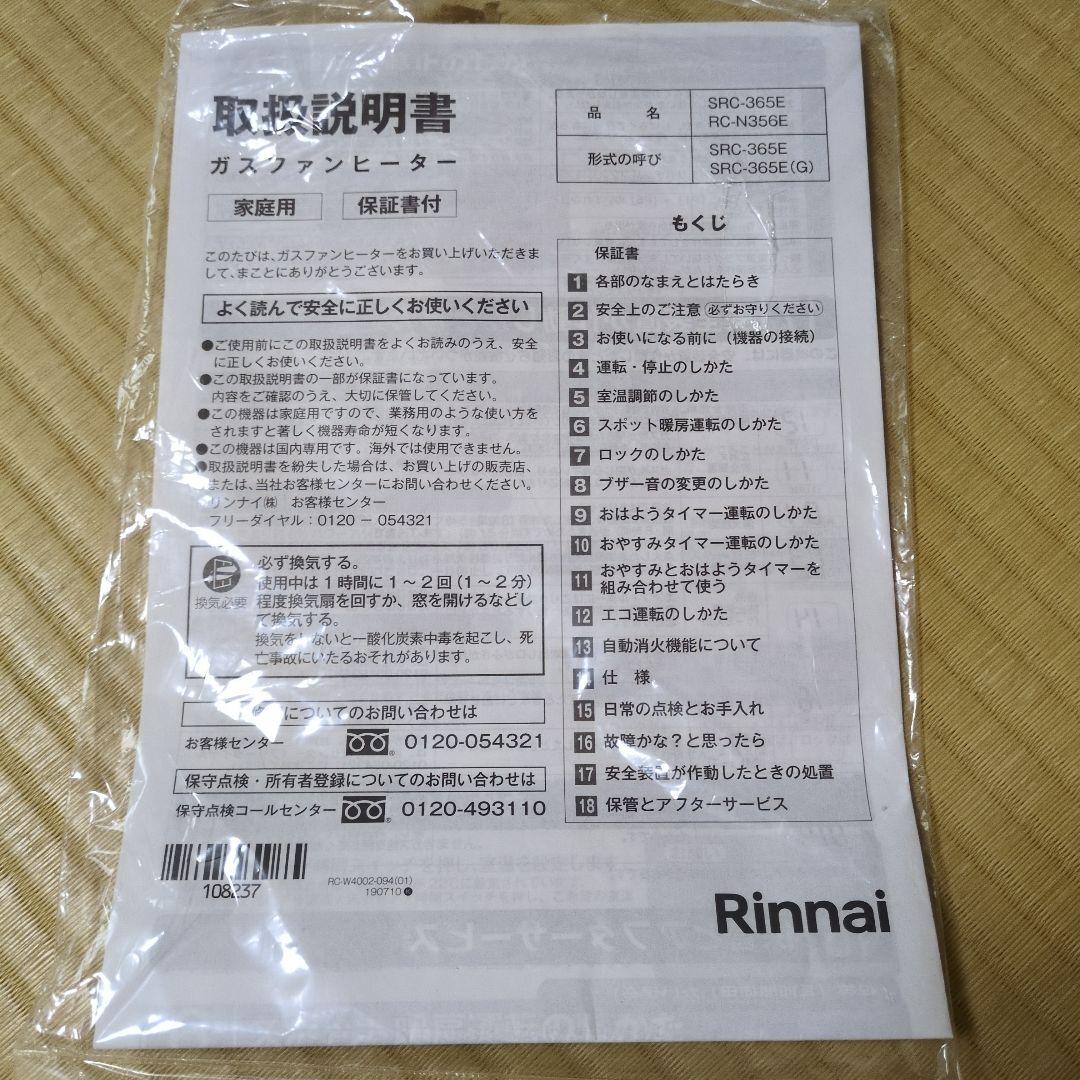 取扱説明書
ガスファンヒーター
家庭用
保証書付
品名
SRC-365E
RC-N356E
形式の呼び
SRC-365E
SRC-365E(G)
このたびは、ガスファンヒーターをお買い上げいただきま
して、まことにありがとうございます。
よく読んで安全に正しくお使いください
●ご使用前にこの取扱説明書をよくお読みのうえ、安全
に正しくお使いください。
●この取扱説明書の一部が保証書になっています。
内容をご確認のうえ、大切に保管してください。
●この機器は家庭用ですので、業務用のような使い方を
されますと著しく機器寿命が短くなります。
●この機器は国内専用です。海外では使用できません。
●取扱説明書を紛失した場合は、お買い上げの販売店、
または、当社お客様センターにお問い合わせください。
リンナイ㈱ お客様センター
フリーダイヤル:0120 - 054321
換気必要
必ず換気する。
使用中は1時間に1~2回(1~2分)
程度換気扇を回すか、窓を開けるなどし
て換気する。
換気をしないと一酸化炭素中毒を起こし、死
亡事故にいたるおそれがあります。
についてのお問い合わせは
お客様センター 0120-054321
保守点検・所有者登録についてのお問い合わせは
保守点検コールセンター 0120-493110
108237
RC-W4002-094(01)
190710
もくじ
保証書
1 各部のなまえとはたらき
2 安全上のご注意 必ずお守りください
3 お使いになる前に(機器の接続)
4 運転・停止のしかた
5 室温調節のしかた
6 スポット暖房運転のしかた
7 ロックのしかた
8 ブザー音の変更のしかた
9 おはようタイマー運転のしかた
10 おやすみタイマー運転のしかた
11 おやすみとおはようタイマーを
組み合わせて使う
12 エコ運転のしかた
13 自動消火機能について
14 仕様
15 日常の点検とお手入れ
16 故障かな?と思ったら
17 安全装置が作動したときの処置
18 保管とアフターサービス
Rinnai